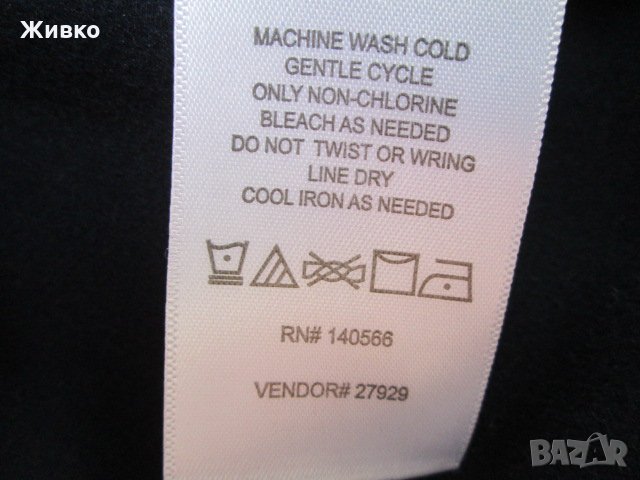 Живко
MACHINE WASH COLD
GENTLE CYCLE
ONLY NON-CHLORINE
BLEACH AS NEEDED
DO NOT TWIST OR WRING
LINE DRY
COOL IRON AS NEEDED
RN# 140566
VENDOR# 27929
BAZAR